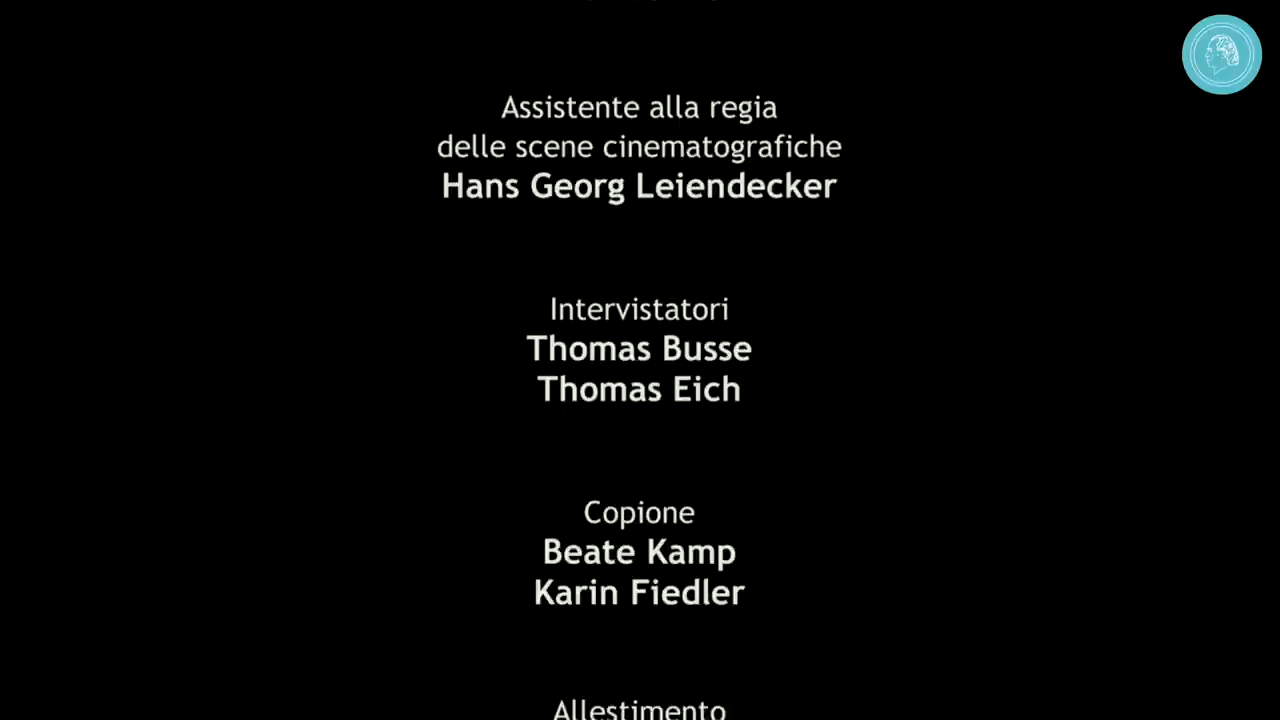 Assistente alla regia
delle scene cinematografiche
Hans Georg Leiendecker
Intervistatori
Thomas Busse
Thomas Eich
Copione
Beate Kamp
Karin Fiedler
Allestimento